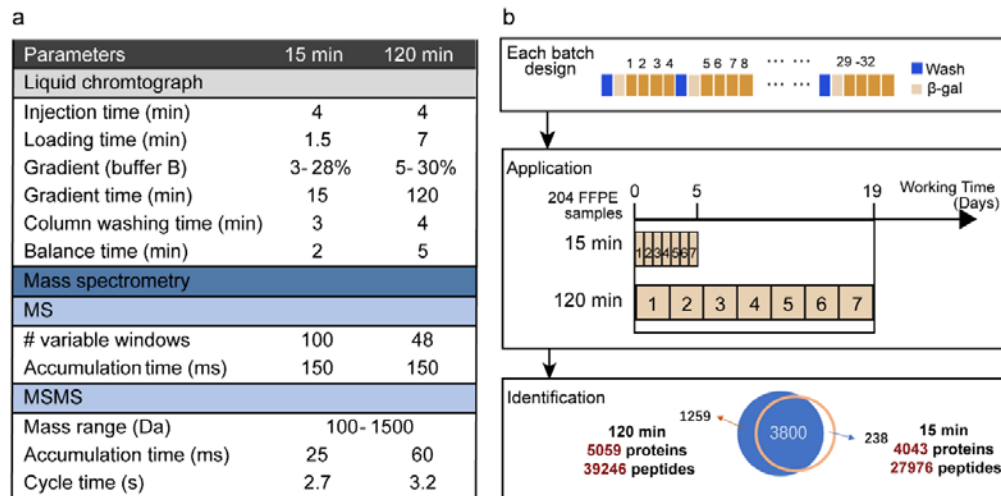 a
Parameters 15 min 120 min
Liquid chromtograph
Injection time (min) 4 4
Loading time (min) 1.5 7
Gradient (buffer B) 3-28% 5-30%
Gradient time (min) 15 120
Column washing time (min) 3 4
Balance time (min) 2 5
Mass spectrometry
MS
# variable windows 100 48
Accumulation time (ms) 150 150
MSMS
Mass range (Da) 100-1500
Accumulation time (ms) 25 60
Cycle time (s) 2.7 3.2
b
Each batch
design
1 2 3 4 5 6 7 8 ... ... 29 -32
... ...
Wash
β-gal
Application
204 FFPE
samples
0 5 19
Working Time
(Days)
15 min
1 2 3 4 5 6 7
120 min
1 2 3 4 5 6 7
Identification
1259
120 min
5059 proteins
39246 peptides
3800
238
15 min
4043 proteins
27976 peptides